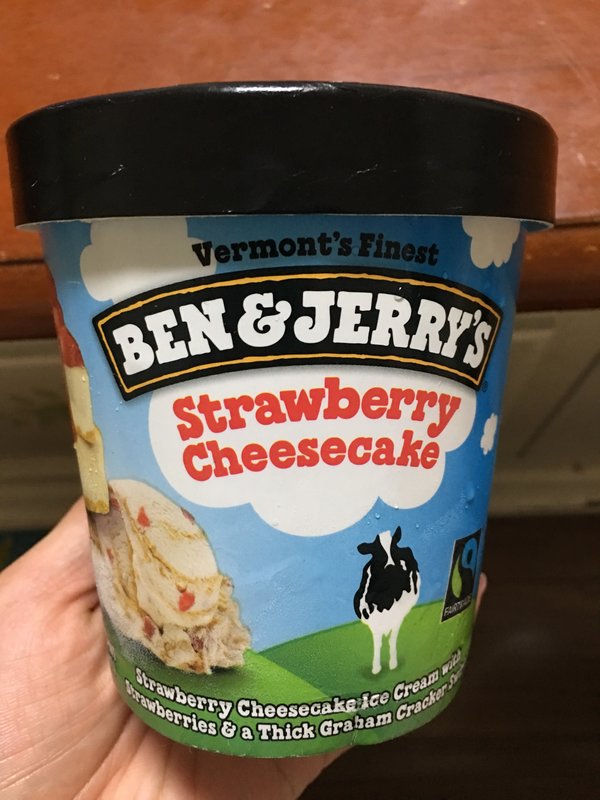 Vermont's Finest
BEN & JERRY'S
Strawberry
Cheesecake
Strawberry Cheesecake Ice Cream with
Strawberries & a Thick Graham Cracker